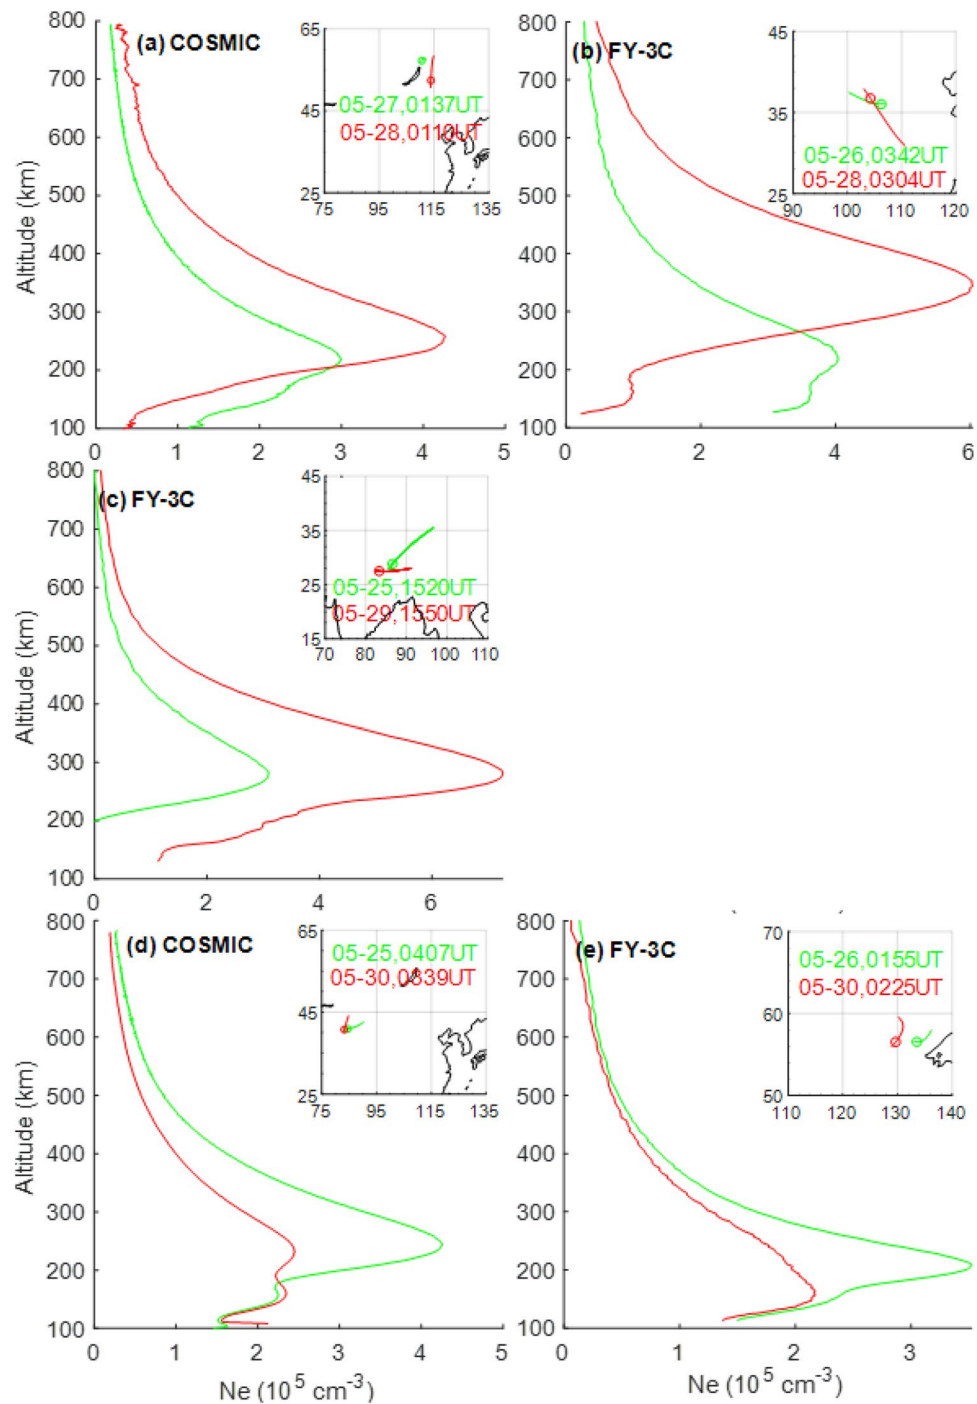 (a) COSMIC
05-27,0137UT
05-28,0110UT
65
45
25
75 95 115 135
800
700
600
500
400
300
200
100
0 1 2 3 4 5
Altitude (km)
(b) FY-3C
05-26,0342UT
05-28,0304UT
45
35
25
90 100 110 120
800
700
600
500
400
300
200
100
0 2 4 6
(c) FY-3C
05-25,1520UT
05-29,1550UT
45
35
25
15
70 80 90 100 110
800
700
600
500
400
300
200
100
0 2 4 6
Altitude (km)
(d) COSMIC
05-25,0407UT
05-30,0339UT
65
45
25
75 95 115 135
800
700
600
500
400
300
200
100
0 1 2 3 4 5
Altitude (km)
Ne (10⁵ cm⁻³)
(e) FY-3C
05-26,0155UT
05-30,0225UT
70
60
50
110 120 130 140
800
700
600
500
400
300
200
100
0 1 2 3
Ne (10⁵ cm⁻³)